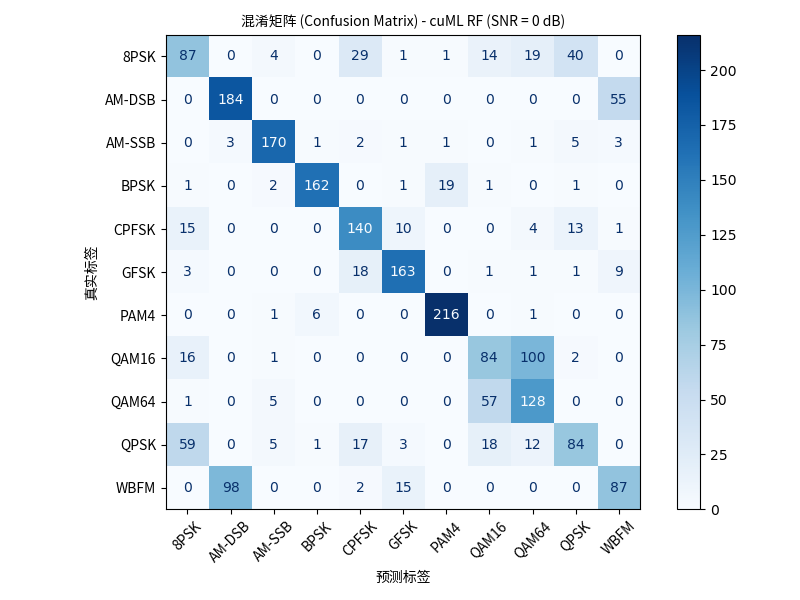 混淆矩阵 (Confusion Matrix) - cuML RF (SNR = 0 dB)
真实标签
8PSK 87 0 4 0 29 1 1 14 19 40 0
AM-DSB 0 184 0 0 0 0 0 0 0 0 55
AM-SSB 0 3 170 1 2 1 1 0 1 5 3
BPSK 1 0 2 162 0 1 19 1 0 1 0
CPFSK 15 0 0 0 140 10 0 0 4 13 1
GFSK 3 0 0 0 18 163 0 1 1 1 9
PAM4 0 0 1 6 0 0 216 0 1 0 0
QAM16 16 0 1 0 0 0 0 84 100 2 0
QAM64 1 0 5 0 0 0 0 57 128 0 0
QPSK 59 0 5 1 17 3 0 18 12 84 0
WBFM 0 98 0 0 2 15 0 0 0 0 87
8PSK AM-DSB AM-SSB BPSK CPFSK GFSK PAM4 QAM16 QAM64 QPSK WBFM
预测标签
200
175
150
125
100
75
50
25
0